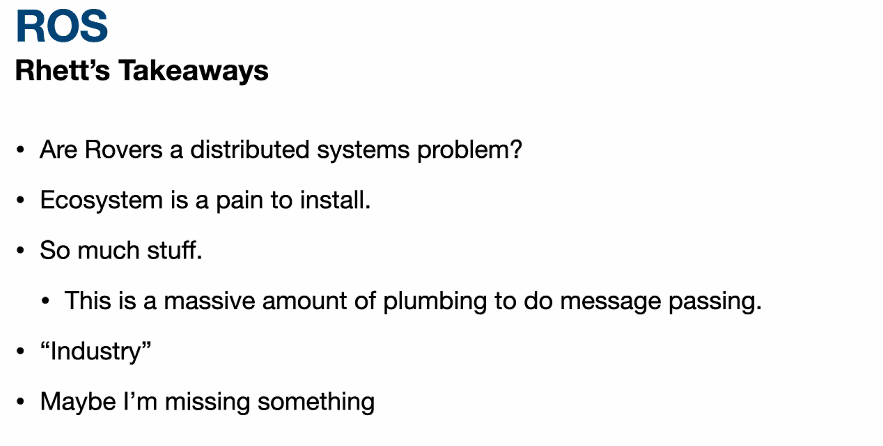 ROS
Rhett’s Takeaways
• Are Rovers a distributed systems problem?
• Ecosystem is a pain to install.
• So much stuff.
• This is a massive amount of plumbing to do message passing.
• “Industry”
• Maybe I’m missing something